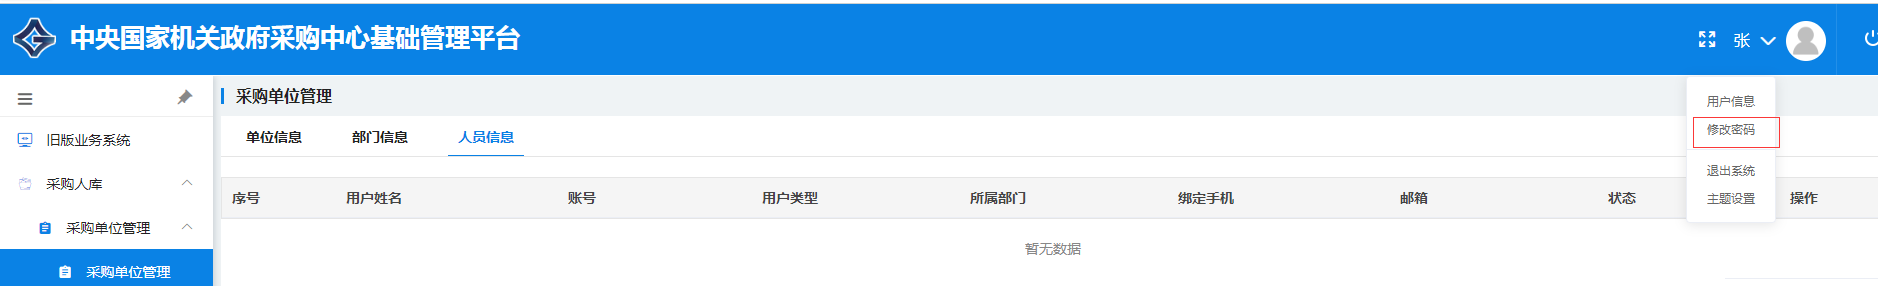 中央国家机关政府采购中心基础管理平台
张
采购单位管理
用户信息
修改密码
退出系统
主题设置
旧版业务系统
采购人库
采购单位管理
采购单位管理
单位信息 部门信息 人员信息
序号 用户姓名 账号 用户类型 所属部门 绑定手机 邮箱 状态 操作
暂无数据